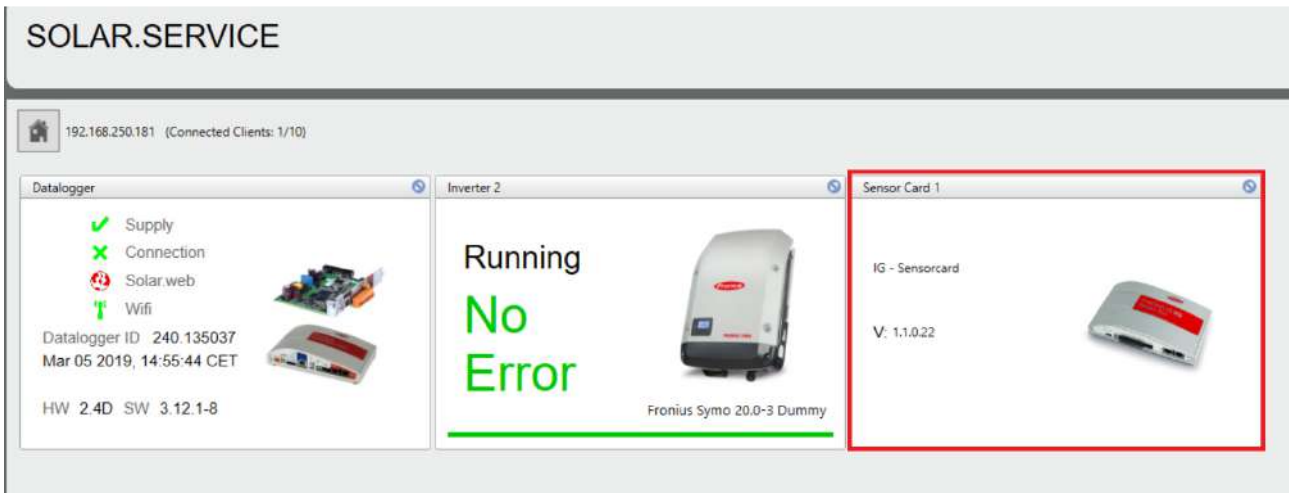 SOLAR.SERVICE
192.168.250.181 (Connected Clients: 1/10)
Datalogger
Supply
Connection
Solar.web
Wifi
Datalogger ID 240.135037
Mar 05 2019, 14:55:44 CET
HW 2.4D SW 3.12.1-8
Inverter 2
Running
No
Error
Fronius Symo 20.0-3 Dummy
Sensor Card 1
IG - Sensorcard
V: 1.1.0.22